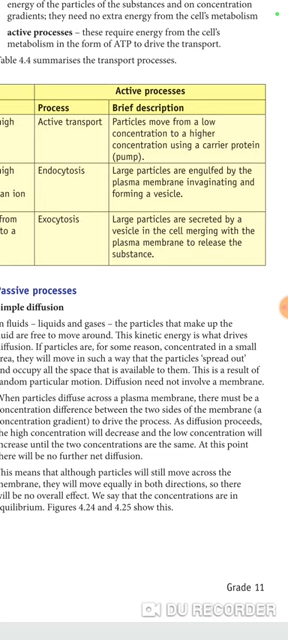 energy of the particles of the substances and on concentration
gradients; they need no extra energy from the cell's metabolism
active processes – these require energy from the cell's
metabolism in the form of ATP to drive the transport.
Table 4.4 summarises the transport processes.
Active processes
Process Brief description
high Active transport Particles move from a low
concentration to a higher
concentration using a carrier protein
(pump).
high Endocytosis Large particles are engulfed by the
plasma membrane invaginating and
an ion forming a vesicle.
from Exocytosis Large particles are secreted by a
to a vesicle in the cell merging with the
plasma membrane to release the
substance.
Passive processes
imple diffusion
n fluids – liquids and gases – the particles that make up the
luid are free to move around. This kinetic energy is what drives
diffusion. If particles are, for some reason, concentrated in a small
rea, they will move in such a way that the particles 'spread out'
nd occupy all the space that is available to them. This is a result of
andom particular motion. Diffusion need not involve a membrane.
When particles diffuse across a plasma membrane, there must be a
concentration difference between the two sides of the membrane (a
concentration gradient) to drive the process. As diffusion proceeds,
he high concentration will decrease and the low concentration will
ncrease until the two concentrations are the same. At this point
here will be no further net diffusion.
This means that although particles will still move across the
membrane, they will move equally in both directions, so there
will be no overall effect. We say that the concentrations are in
quilibrium. Figures 4.24 and 4.25 show this.
Grade 11
DU RECORDER